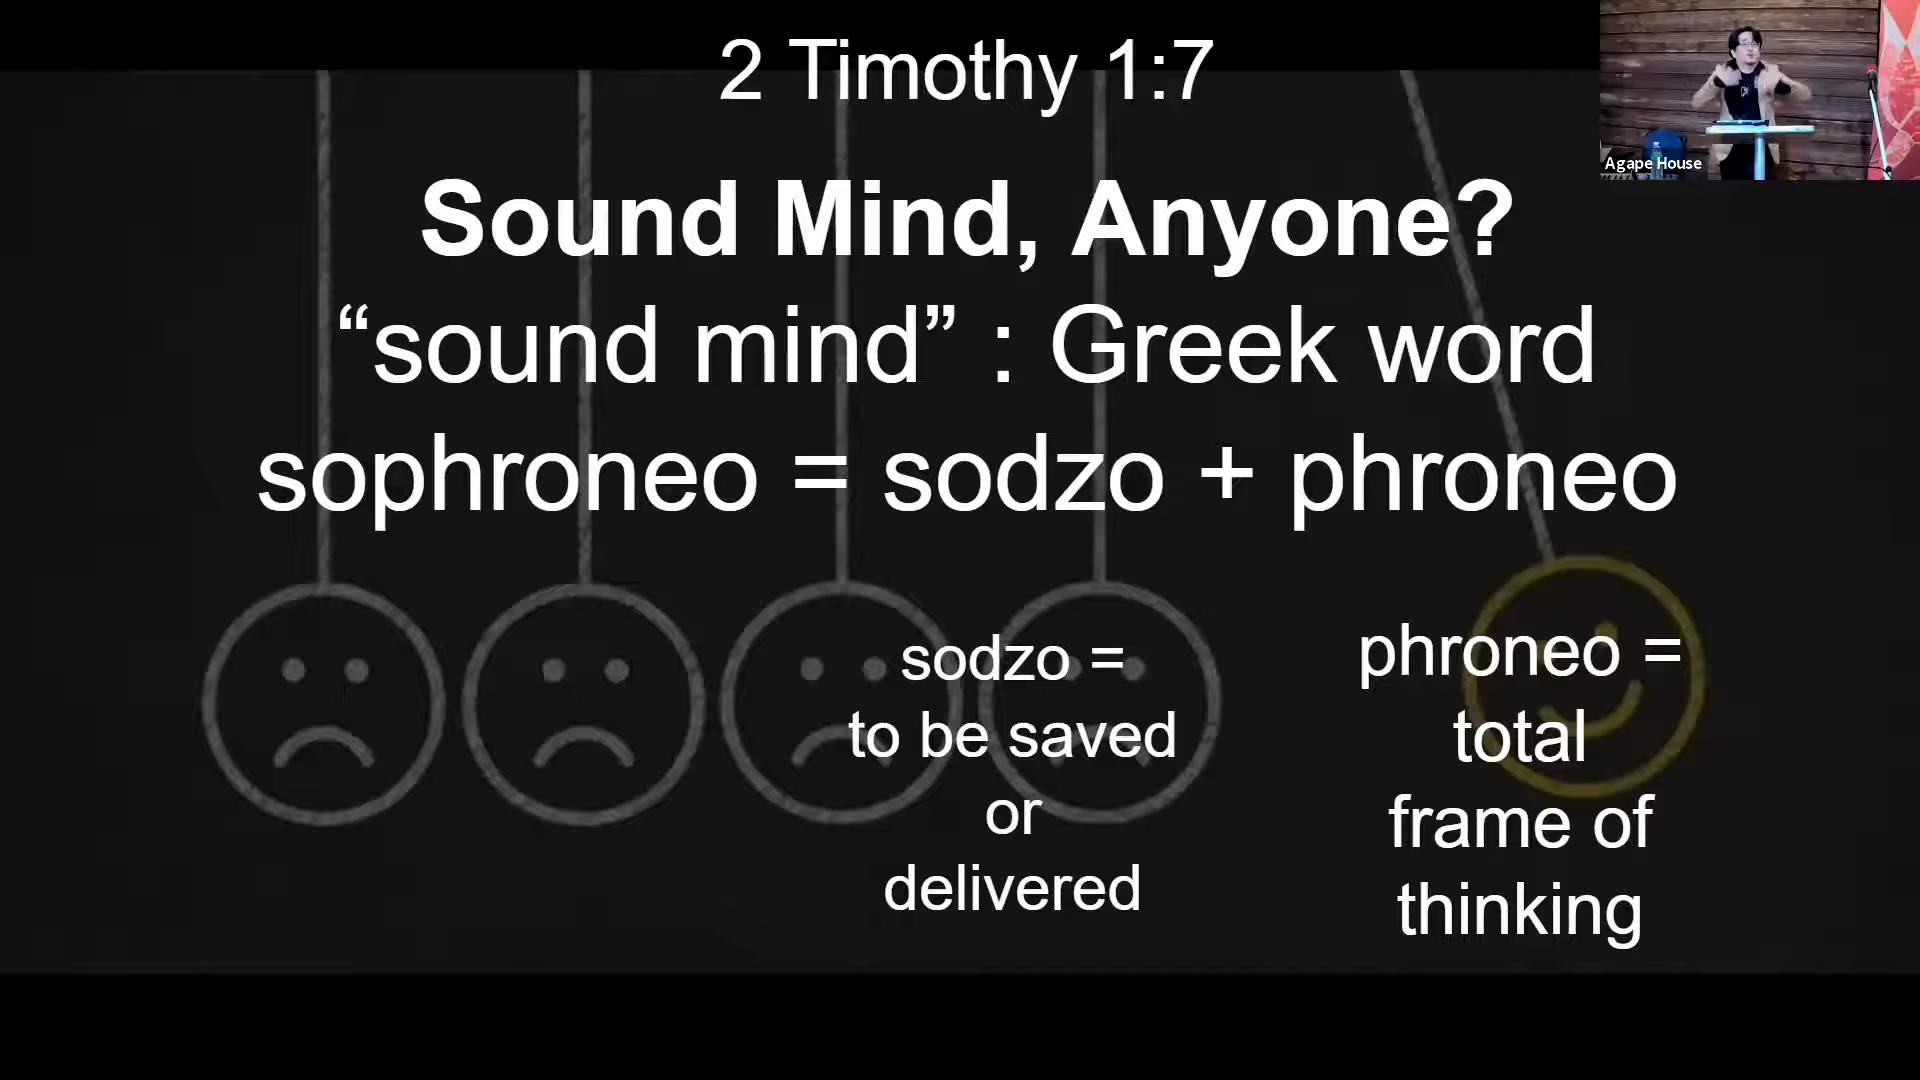 2 Timothy 1:7
Agape House
Sound Mind, Anyone?
“sound mind” : Greek word
sophroneo = sodzo + phroneo
sodzo =
to be saved
or
delivered
phroneo =
total
frame of
thinking